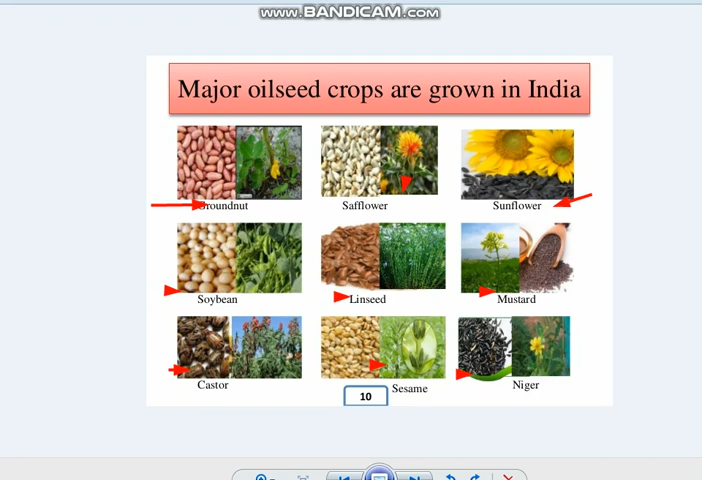 www.BANDICAM.com
Major oilseed crops are grown in India
Groundnut
Safflower
Sunflower
Soybean
Linseed
Mustard
Castor
Sesame
Niger
10